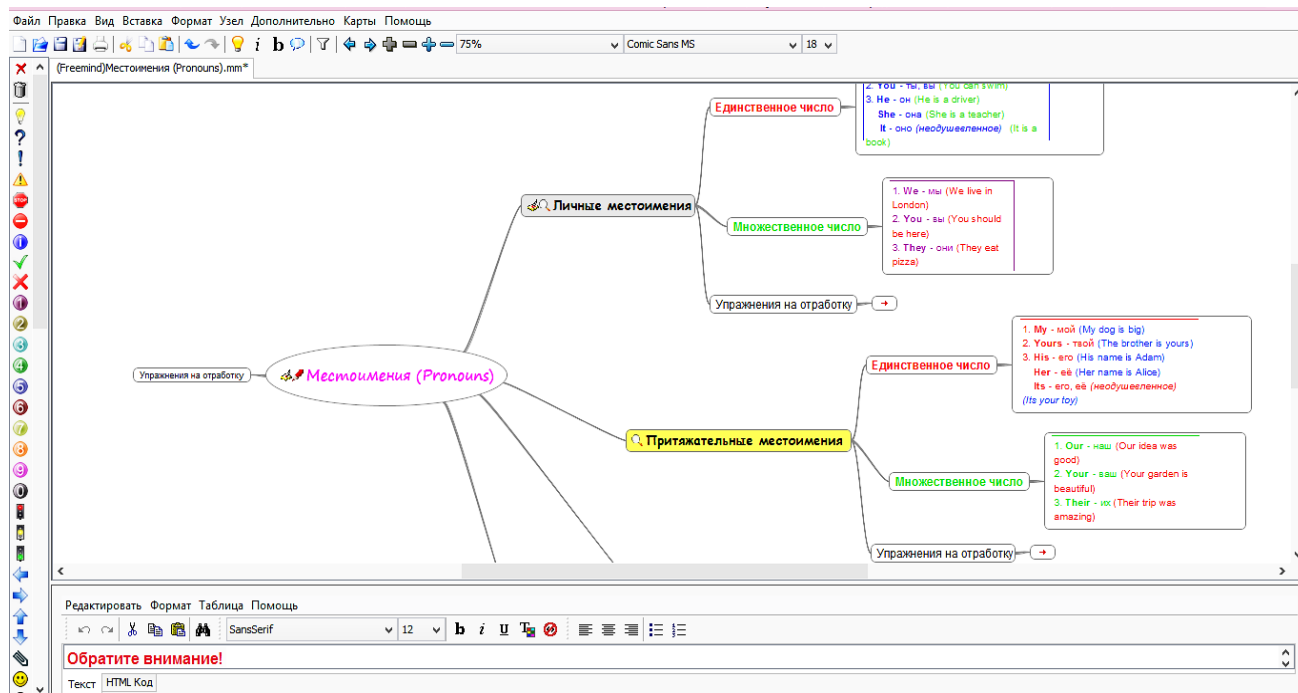 Файл Правка Вид Вставка Формат Узел Дополнительно Карты Помощь
75%
Comic Sans MS
18
(Freemind)Местоимения (Pronouns).mm*
2. You - ты, вы (You can swim)
3. He - он (He is a driver)
She - она (She is a teacher)
It - оно (неодушевленное) (It is a
book)
Единственное число
Личные местоимения
1. We - мы (We live in
London)
2. You - вы (You should
be here)
3. They - они (They eat
pizza)
Множественное число
Упражнения на отработку
Упражнения на отработку
Местоимения (Pronouns)
1. My - мой (My dog is big)
2. Yours - твой (The brother is yours)
3. His - его (His name is Adam)
Her - её (Her name is Alice)
Its - его, её (неодушевленное)
(Its your toy)
Единственное число
Притяжательные местоимения
1. Our - наш (Our idea was
good)
2. Your - ваш (Your garden is
beautiful)
3. Their - их (Their trip was
amazing)
Множественное число
Упражнения на отработку
Редактировать Формат Таблица Помощь
SansSerif
12
Обратите внимание!
Текст HTML Код